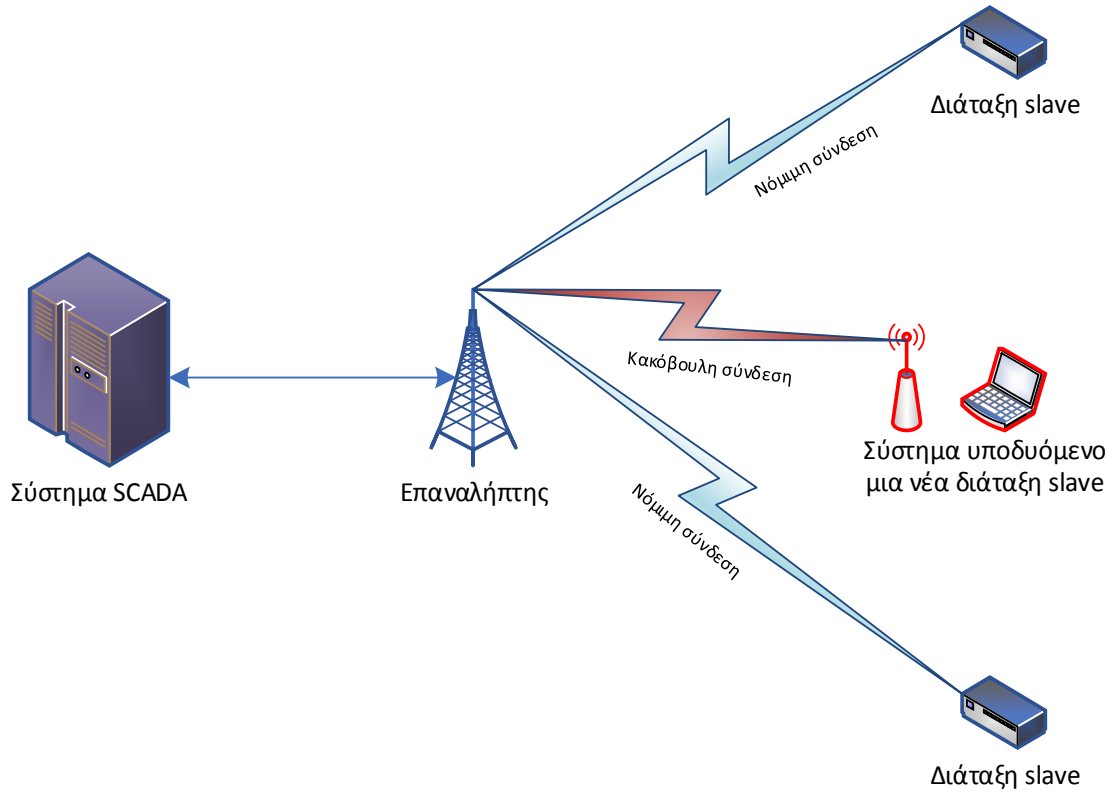 Διάταξη slave
Νόμιμη σύνδεση
Κακόβουλη σύνδεση
Σύστημα υποδυόμενο
μια νέα διάταξη slave
Σύστημα SCADA
Επαναλήπτης
Νόμιμη σύνδεση
Διάταξη slave